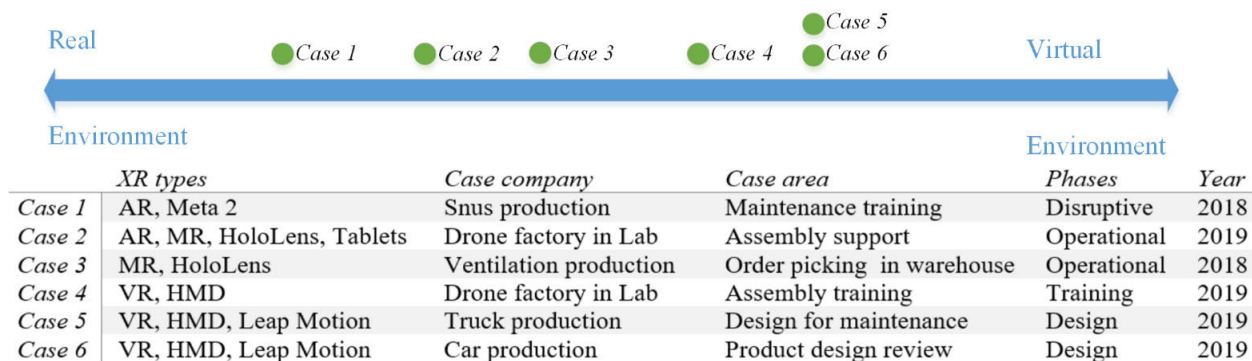 Case 5
Real Case 1 Case 2 Case 3 Case 4 Case 6 Virtual
Environment Environment
XR types Case company Case area Phases Year
Case 1 AR, Meta 2 Snus production Maintenance training Disruptive 2018
Case 2 AR, MR, HoloLens, Tablets Drone factory in Lab Assembly support Operational 2019
Case 3 MR, HoloLens Ventilation production Order picking in warehouse Operational 2018
Case 4 VR, HMD Drone factory in Lab Assembly training Training 2019
Case 5 VR, HMD, Leap Motion Truck production Design for maintenance Design 2019
Case 6 VR, HMD, Leap Motion Car production Product design review Design 2019